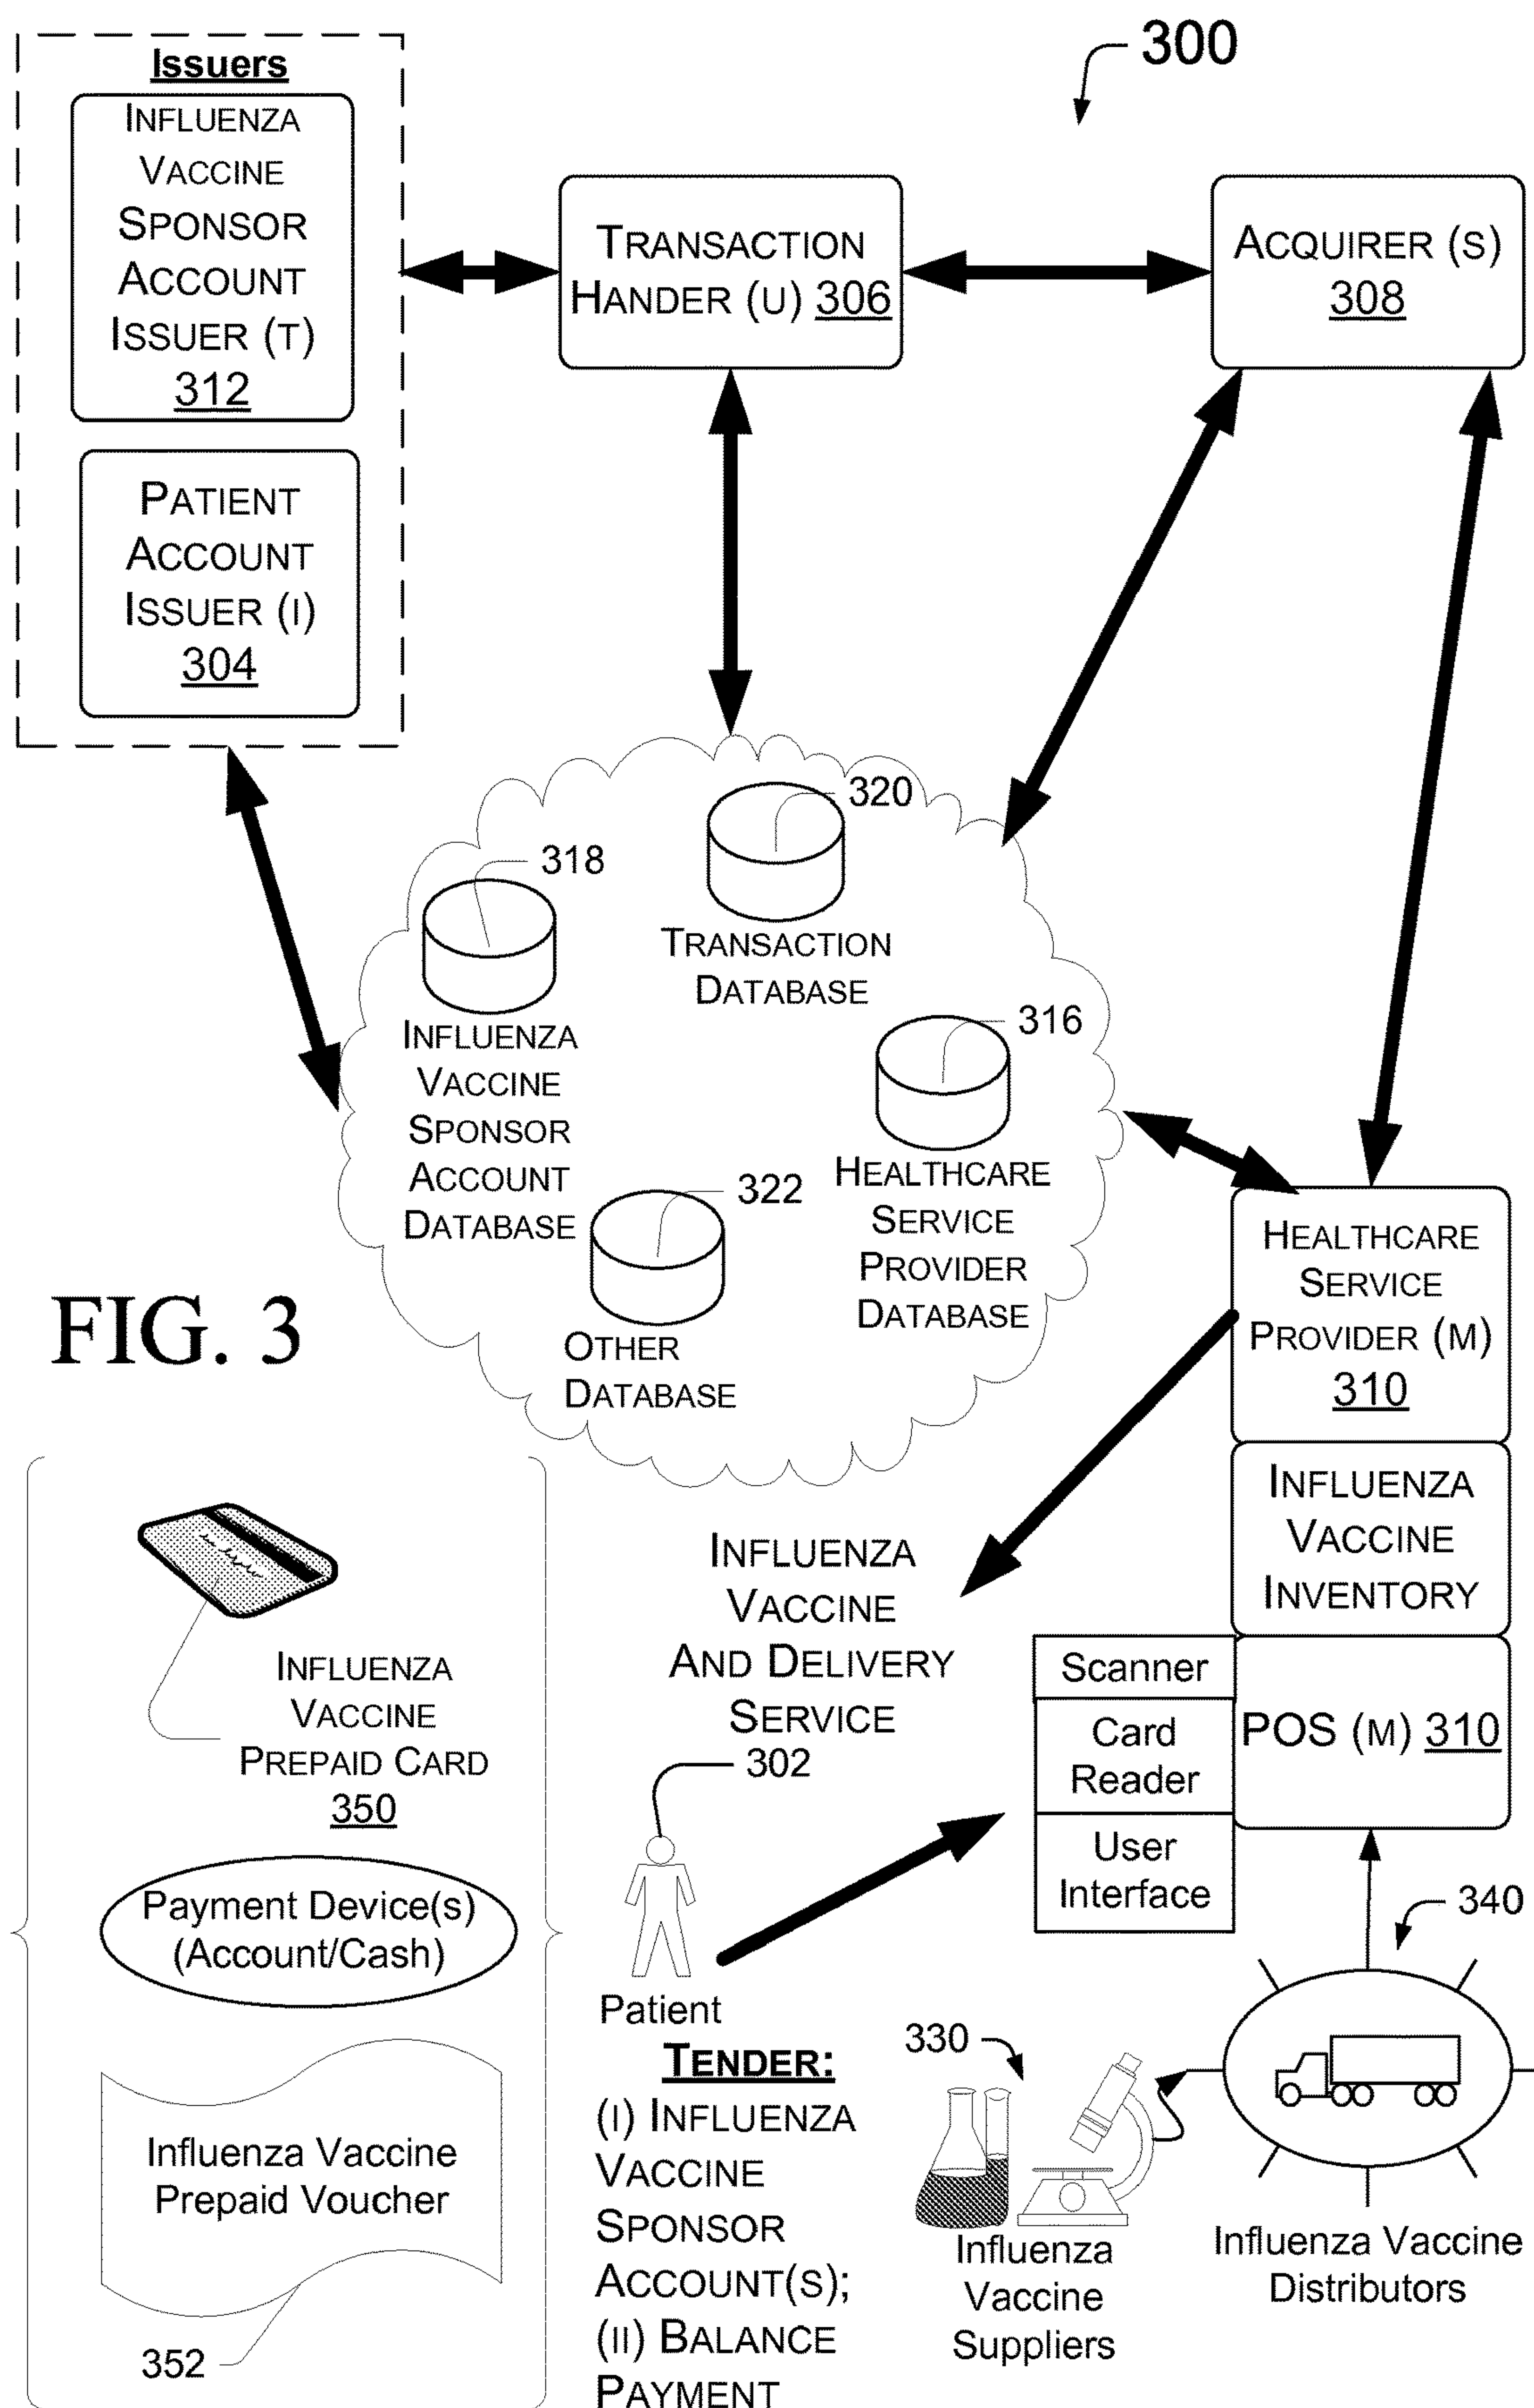 300
Issuers
INFLUENZA
VACCINE
SPONSOR
ACCOUNT
ISSUER (T)
312
PATIENT
ACCOUNT
ISSUER (I)
304
TRANSACTION
HANDER (U) 306
ACQUIRER (S)
308
320
TRANSACTION
DATABASE
318
INFLUENZA
VACCINE
SPONSOR
ACCOUNT
DATABASE
316
HEALTHCARE
SERVICE
PROVIDER
DATABASE
322
OTHER
DATABASE
FIG. 3
HEALTHCARE
SERVICE
PROVIDER (M)
310
INFLUENZA
VACCINE
INVENTORY
POS (M) 310
Scanner
Card
Reader
User
Interface
INFLUENZA
VACCINE
AND DELIVERY
SERVICE
302
Patient
TENDER:
(I) INFLUENZA
VACCINE
SPONSOR
ACCOUNT(S);
(II) BALANCE
PAYMENT
INFLUENZA
VACCINE
PREPAID CARD
350
Payment Device(s)
(Account/Cash)
Influenza Vaccine
Prepaid Voucher
352
330
Influenza
Vaccine
Suppliers
340
Influenza Vaccine
Distributors